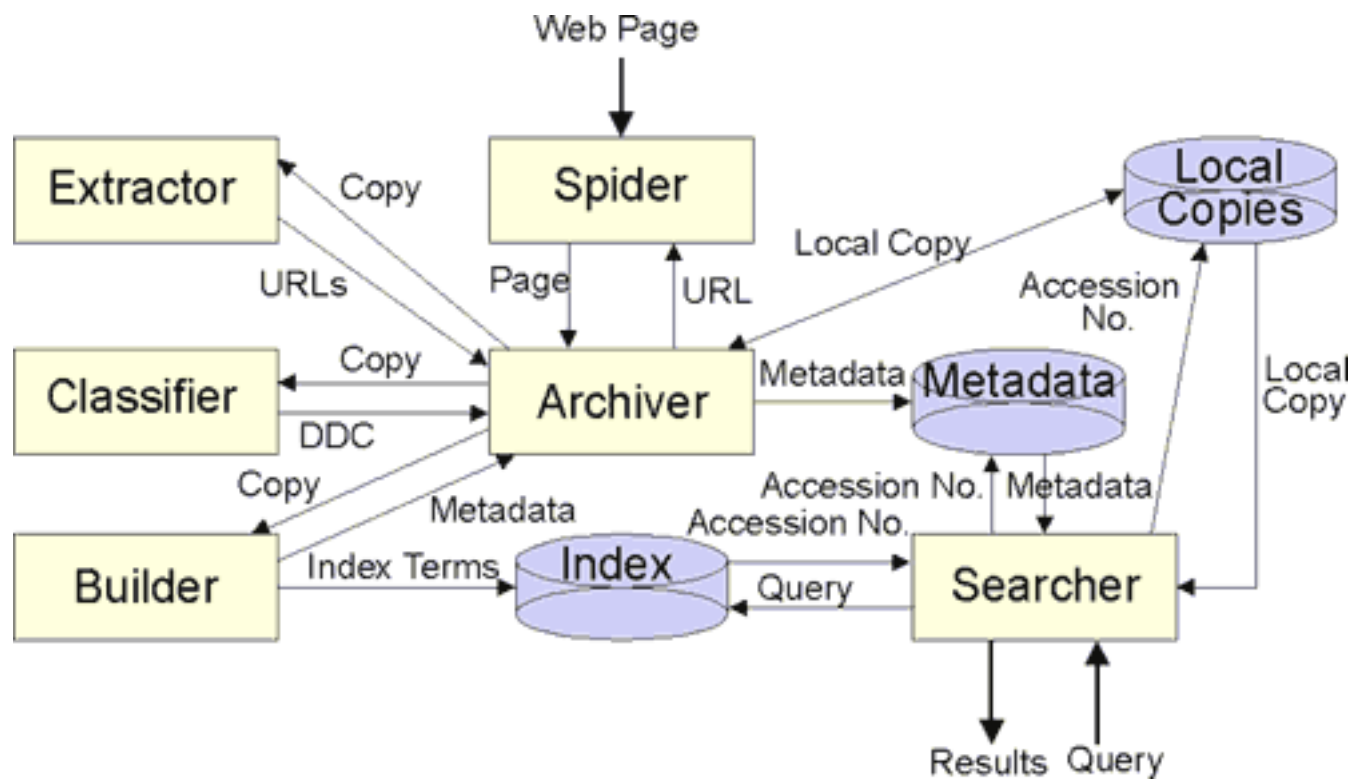 Web Page
Extractor
Copy
Spider
Local
Copies
URLs
Page
URL
Local Copy
Accession
No.
Classifier
Copy
DDC
Archiver
Metadata
Metadata
Local
Copy
Copy
Metadata
Accession No.
Metadata
Accession No.
Builder
Index Terms
Index
Query
Searcher
Results
Query